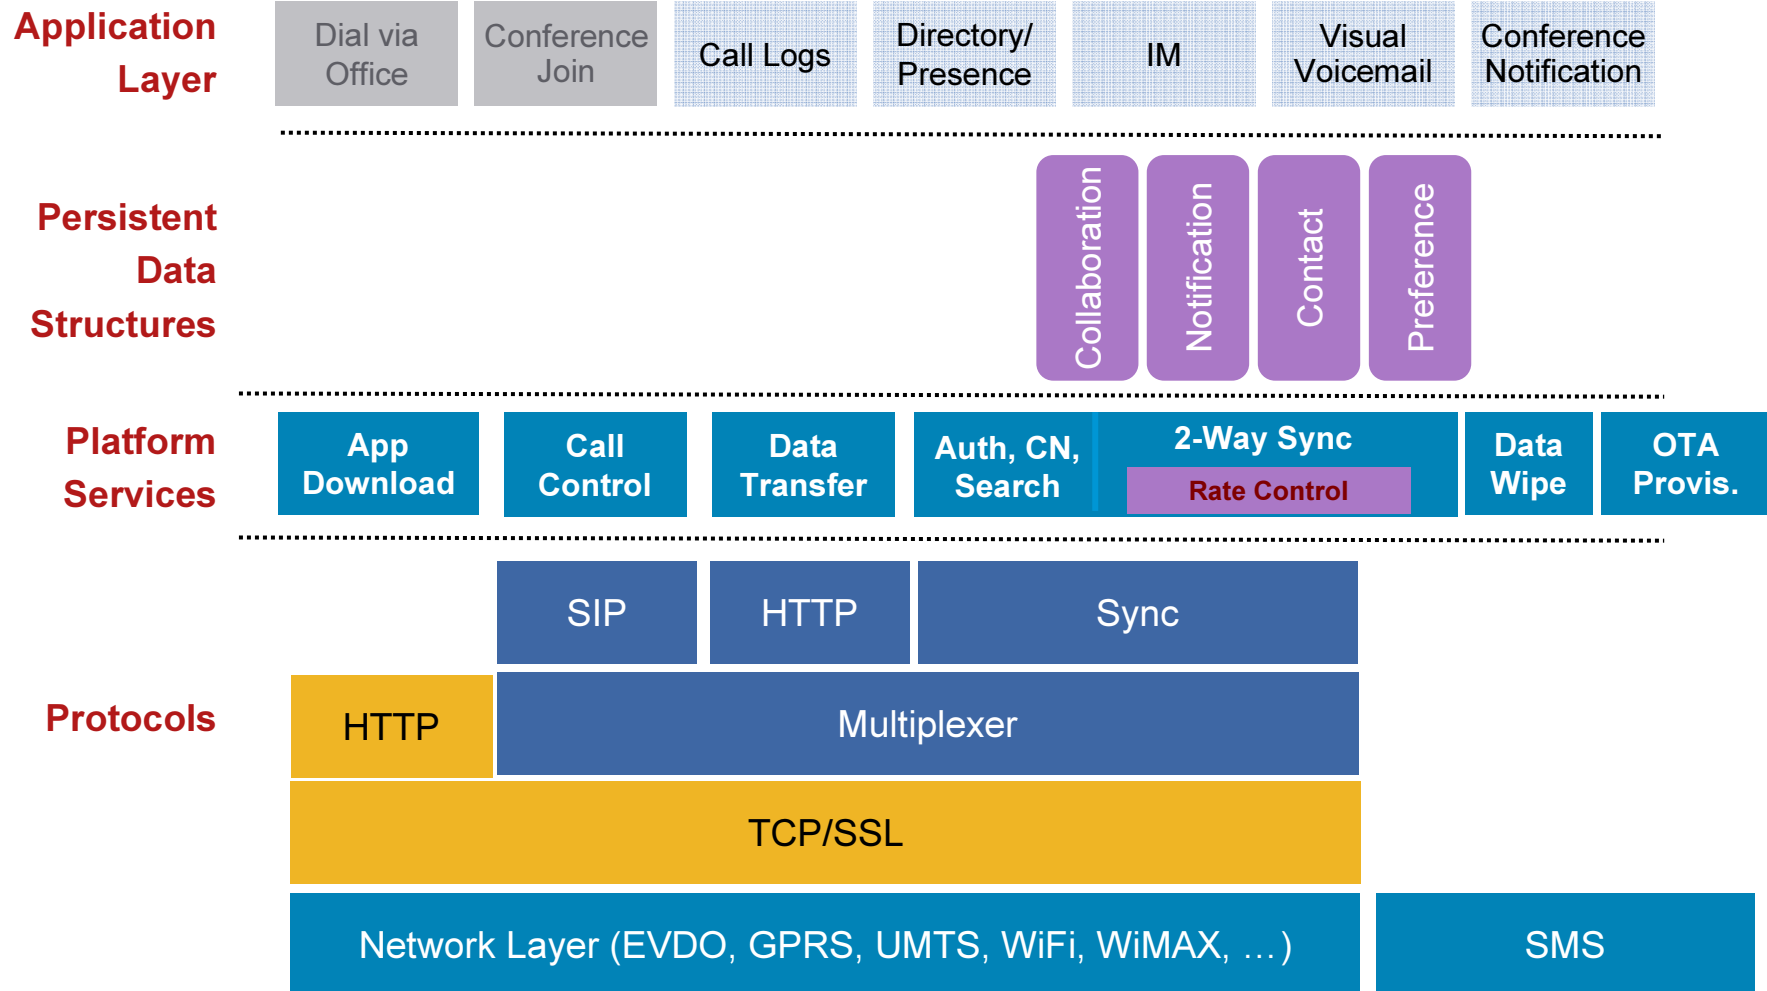 Application
Layer
Dial via
Office
Conference
Join
Call Logs
Directory/
Presence
IM
Visual
Voicemail
Conference
Notification
Persistent
Data
Structures
Collaboration
Notification
Contact
Preference
Platform
Services
App
Download
Call
Control
Data
Transfer
Auth, CN,
Search
2-Way Sync
Rate Control
Data
Wipe
OTA
Provis.
Protocols
SIP
HTTP
Sync
HTTP
Multiplexer
TCP/SSL
Network Layer (EVDO, GPRS, UMTS, WiFi, WiMAX, …)
SMS